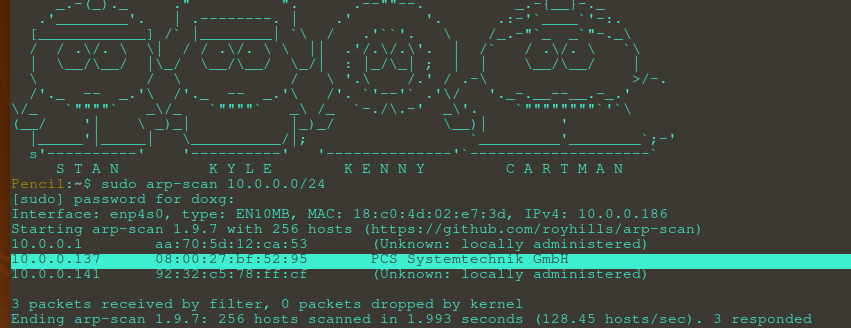 STAN KYLE KENNY CARTMAN
Pencil:~$ sudo arp-scan 10.0.0.0/24
[sudo] password for doxg:
Interface: enp4s0, type: EN10MB, MAC: 18:c0:4d:02:e7:3d, IPv4: 10.0.0.186
Starting arp-scan 1.9.7 with 256 hosts (https://github.com/royhills/arp-scan)
10.0.0.1 aa:70:5d:12:ca:53 (Unknown: locally administered)
10.0.0.137 08:00:27:bf:52:95 PCS Systemtechnik GmbH
10.0.0.141 92:32:c5:78:ff:cf (Unknown: locally administered)
3 packets received by filter, 0 packets dropped by kernel
Ending arp-scan 1.9.7: 256 hosts scanned in 1.993 seconds (128.45 hosts/sec). 3 responded